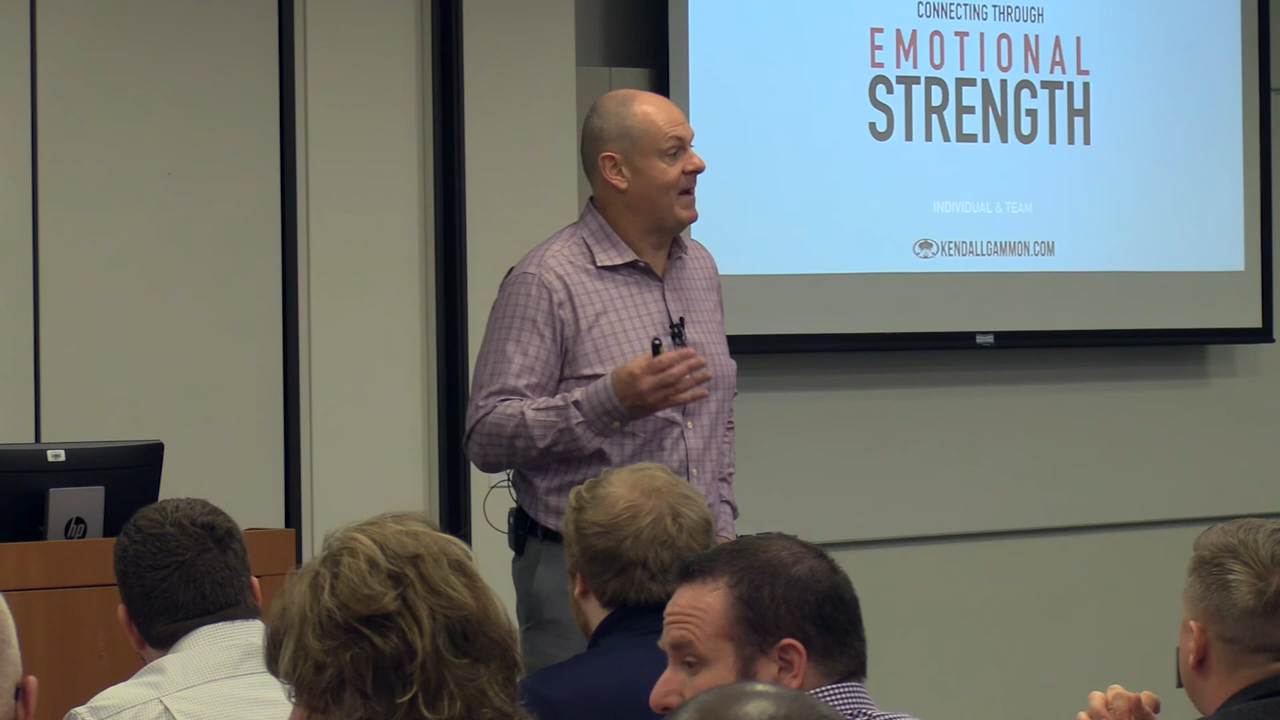 CONNECTING THROUGH
EMOTIONAL
STRENGTH
INDIVIDUAL & TEAM
KENDALLGAMMON.COM
hp